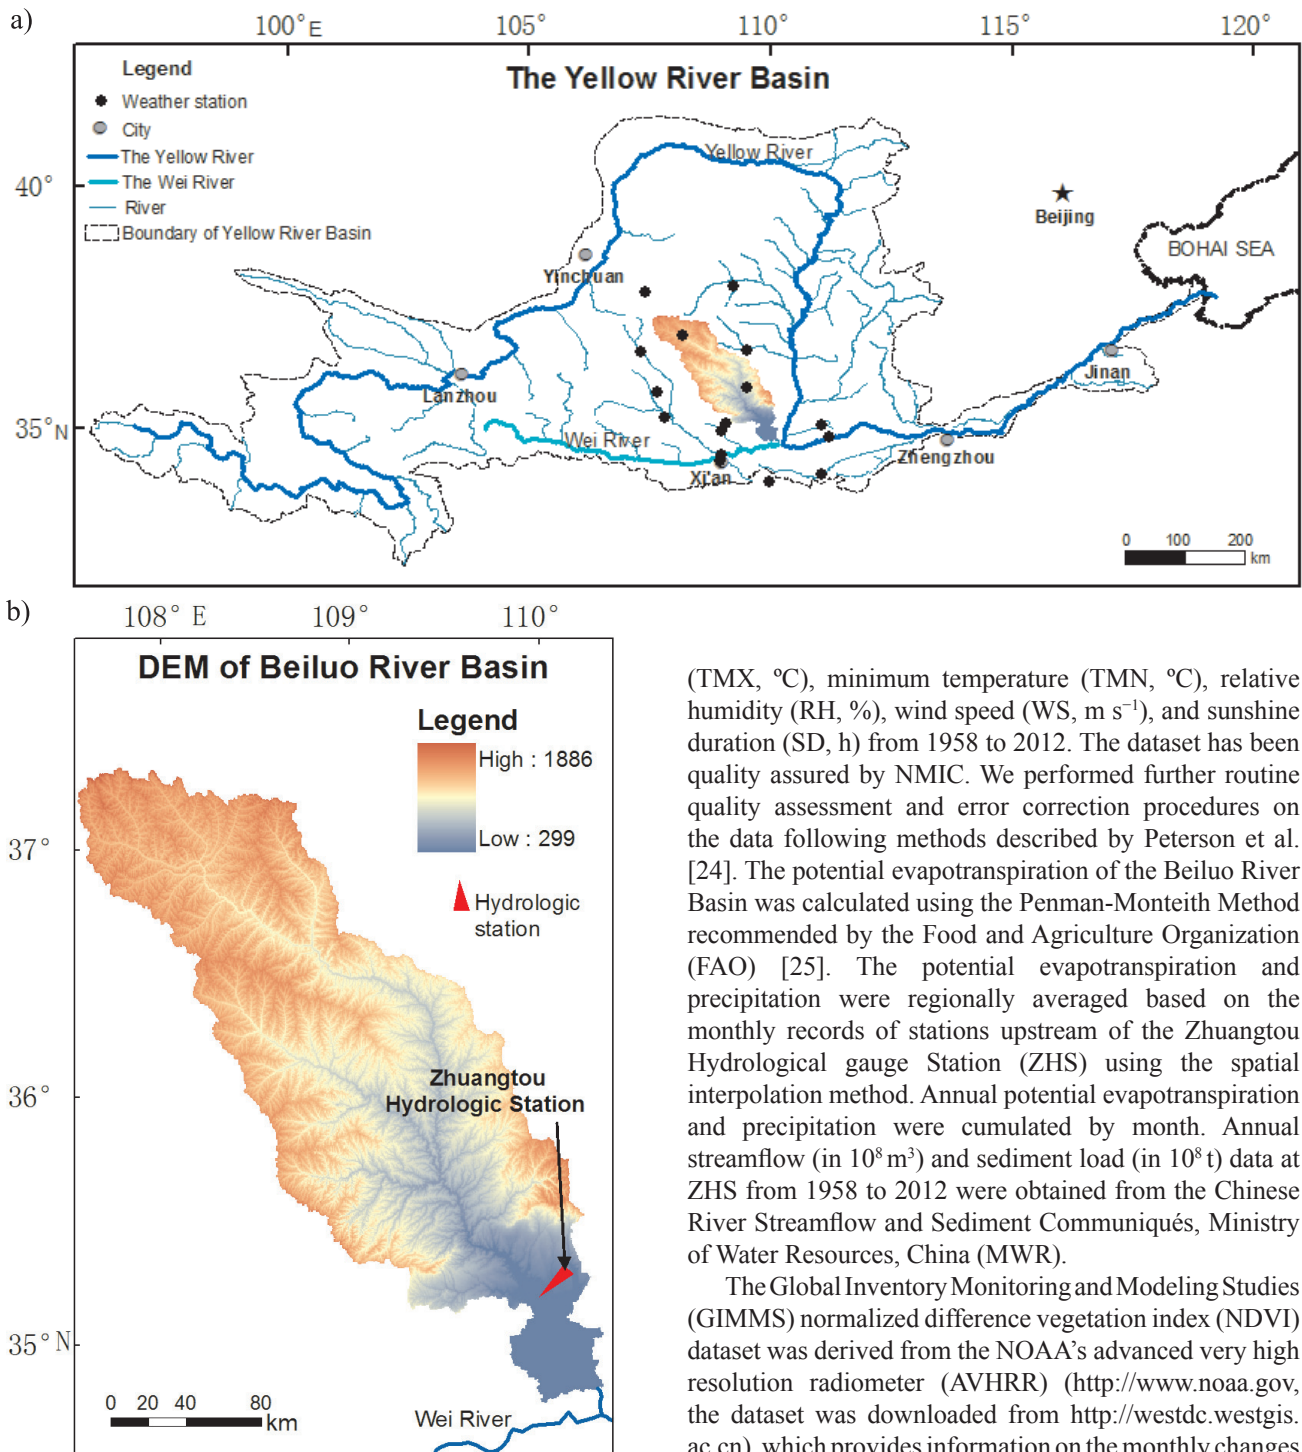 a)
100°E 105° 110° 115° 120°
The Yellow River Basin
Legend
Weather station
City
The Yellow River
The Wei River
River
Boundary of Yellow River Basin
40°
35°N
Yellow River
Beijing
BOHAI SEA
Yinchuan
Jinan
Lanzhou
Wei River
Zhengzhou
Xi'an
0 100 200
km
b)
108° E 109° 110°
DEM of Beiluo River Basin
Legend
High : 1886
Low : 299
Hydrologic
station
37°
36°
35°N
Zhuangtou
Hydrologic Station
0 20 40 80
km
Wei River
(TMX, ºC), minimum temperature (TMN, ºC), relative
humidity (RH, %), wind speed (WS, m s⁻¹), and sunshine
duration (SD, h) from 1958 to 2012. The dataset has been
quality assured by NMIC. We performed further routine
quality assessment and error correction procedures on
the data following methods described by Peterson et al.
[24]. The potential evapotranspiration of the Beiluo River
Basin was calculated using the Penman-Monteith Method
recommended by the Food and Agriculture Organization
(FAO) [25]. The potential evapotranspiration and
precipitation were regionally averaged based on the
monthly records of stations upstream of the Zhuangtou
Hydrological gauge Station (ZHS) using the spatial
interpolation method. Annual potential evapotranspiration
and precipitation were cumulated by month. Annual
streamflow (in 10⁸ m³) and sediment load (in 10⁸ t) data at
ZHS from 1958 to 2012 were obtained from the Chinese
River Streamflow and Sediment Communiqués, Ministry
of Water Resources, China (MWR).
The Global Inventory Monitoring and Modeling Studies
(GIMMS) normalized difference vegetation index (NDVI)
dataset was derived from the NOAA's advanced very high
resolution radiometer (AVHRR) (http://www.noaa.gov,
the dataset was downloaded from http://westdc.westgis.
ac.cn), which provides information on the monthly changes